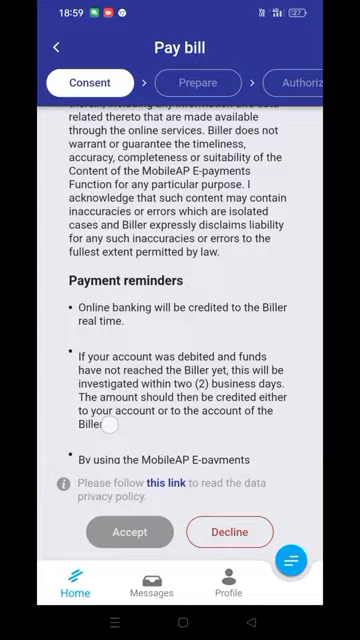 18:59
27
Pay bill
Consent
Prepare
Authoriz
related thereto that are made available
through the online services. Biller does not
warrant or guarantee the timeliness,
accuracy, completeness or suitability of the
Content of the MobileAP E-payments
Function for any particular purpose. I
acknowledge that such content may contain
inaccuracies or errors which are isolated
cases and Biller expressly disclaims liability
for any such inaccuracies or errors to the
fullest extent permitted by law.
Payment reminders
• Online banking will be credited to the Biller
real time.
• If your account was debited and funds
have not reached the Biller yet, this will be
investigated within two (2) business days.
The amount should then be credited either
to your account or to the account of the
Biller
• By using the MobileAP E-payments
Please follow this link to read the data
privacy policy.
Accept
Decline
Home
Messages
Profile